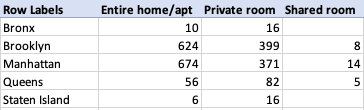 Row Labels Entire home/apt Private room Shared room
Bronx 10 16
Brooklyn 624 399 8
Manhattan 674 371 14
Queens 56 82 5
Staten Island 6 16